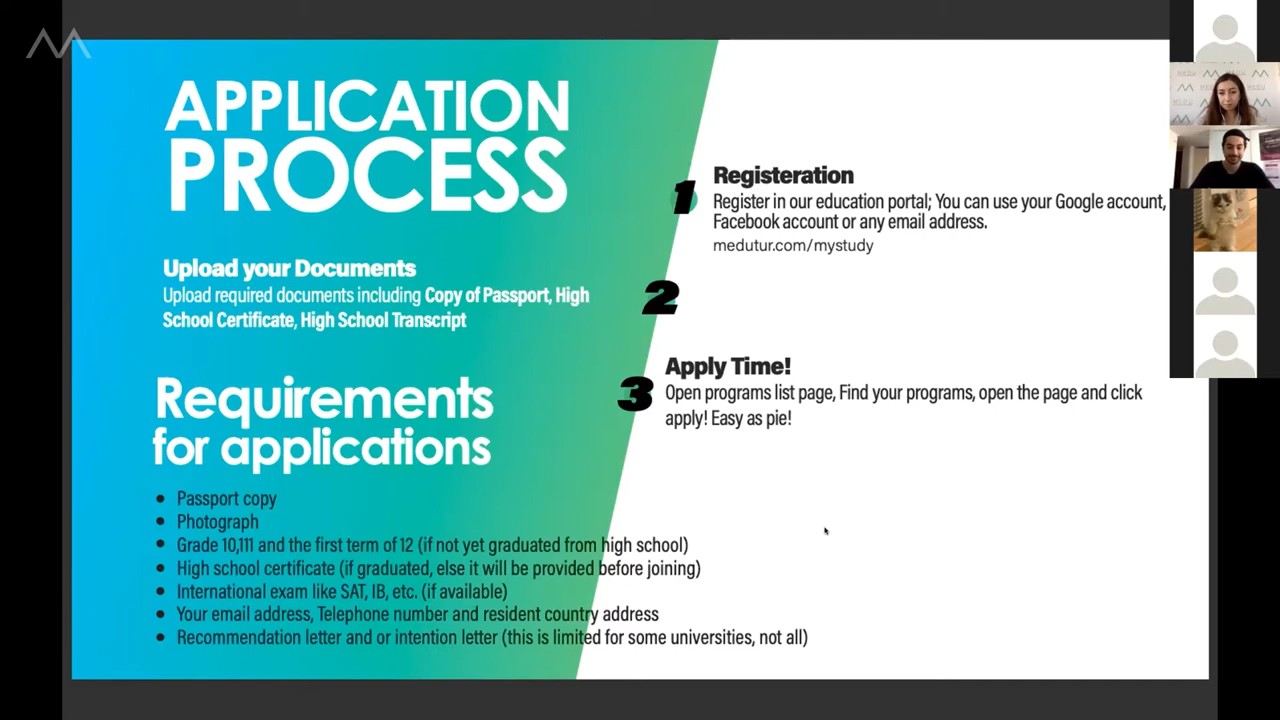 APPLICATION
PROCESS
1
Registeration
Register in our education portal; You can use your Google account,
Facebook account or any email address.
medutur.com/mystudy
Upload your Documents
Upload required documents including Copy of Passport, High
School Certificate, High School Transcript
2
3
Apply Time!
Open programs list page, Find your programs, open the page and click
apply! Easy as pie!
Requirements
for applications
• Passport copy
• Photograph
• Grade 10,111 and the first term of 12 (if not yet graduated from high school)
• High school certificate (if graduated, else it will be provided before joining)
• International exam like SAT, IB, etc. (if available)
• Your email address, Telephone number and resident country address
• Recommendation letter and or intention letter (this is limited for some universities, not all)